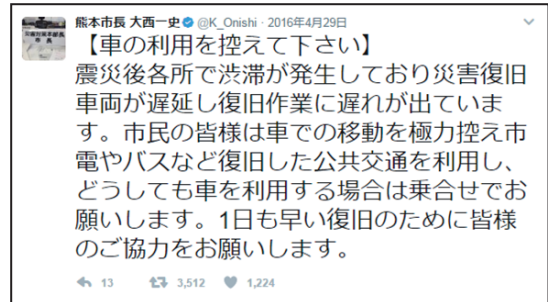 熊本市長 大西一史 @K_Onishi · 2016年4月29日
【車の利用を控えて下さい】
震災後各所で渋滞が発生しており災害復旧
車両が遅延し復旧作業に遅れが出ていま
す。市民の皆様は車での移動を極力控え市
電やバスなど復旧した公共交通を利用し、
どうしても車を利用する場合は乗合せでお
願いします。1日も早い復旧のために皆様
のご協力をお願いします。
13 3,512 1,224